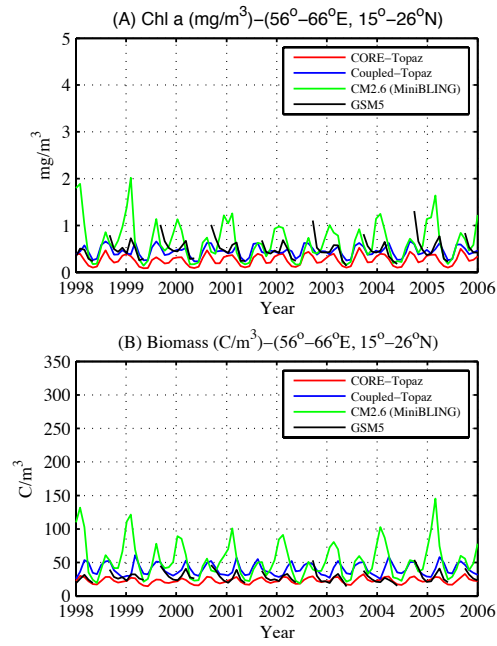 (A) Chl a (mg/m³)−(56°−66°E, 15°−26°N)
5
4
3
2
1
0
mg/m³
CORE−Topaz
Coupled−Topaz
CM2.6 (MiniBLING)
GSM5
1998 1999 2000 2001 2002 2003 2004 2005 2006
Year
(B) Biomass (C/m³)−(56°−66°E, 15°−26°N)
350
300
250
200
150
100
50
0
C/m³
CORE−Topaz
Coupled−Topaz
CM2.6 (MiniBLING)
GSM5
1998 1999 2000 2001 2002 2003 2004 2005 2006
Year